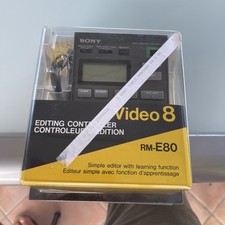 SONY
Video 8
EDITING CONTROLLER
CONTROLEUR D'EDITION
RM-E80
Simple editor with learning function
Editeur simple avec fonction d'apprentissage